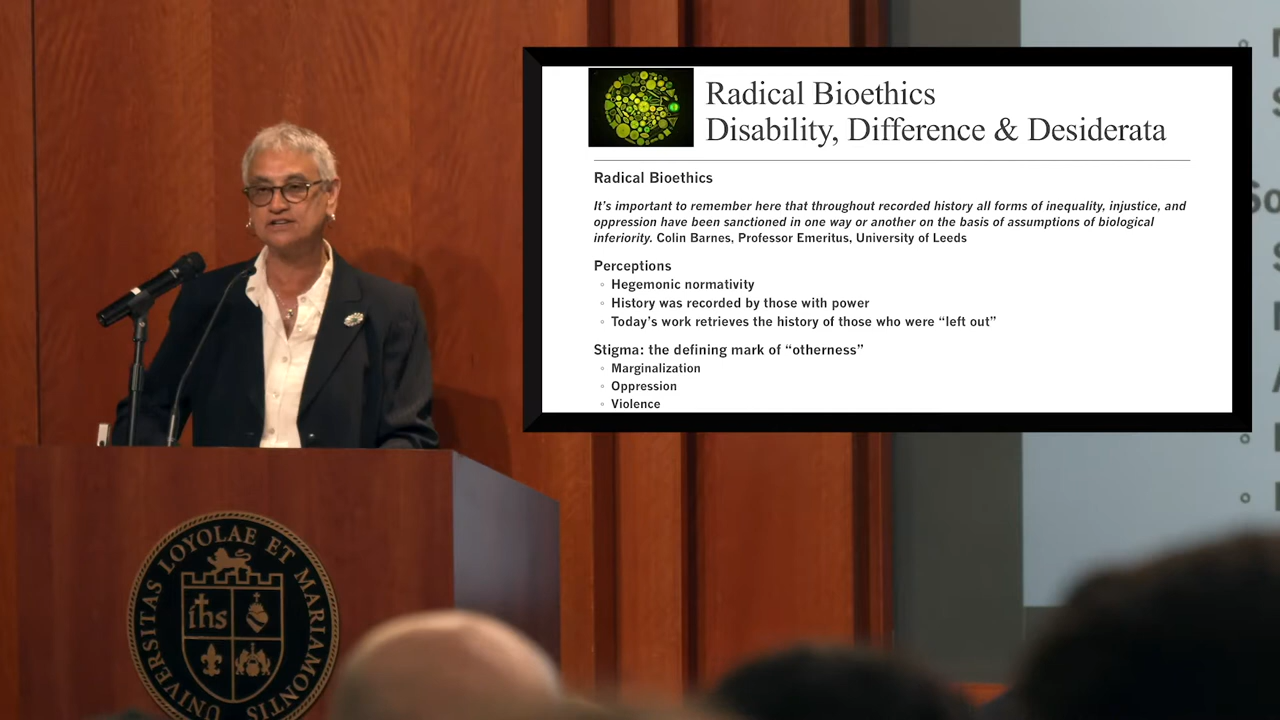 Radical Bioethics
Disability, Difference & Desiderata
Radical Bioethics
It's important to remember here that throughout recorded history all forms of inequality, injustice, and
oppression have been sanctioned in one way or another on the basis of assumptions of biological
inferiority. Colin Barnes, Professor Emeritus, University of Leeds
Perceptions
◦ Hegemonic normativity
◦ History was recorded by those with power
◦ Today's work retrieves the history of those who were “left out”
Stigma: the defining mark of “otherness”
◦ Marginalization
◦ Oppression
◦ Violence
UNIVERSITAS LOYOLAE ET MARIAMONTIS
ihs